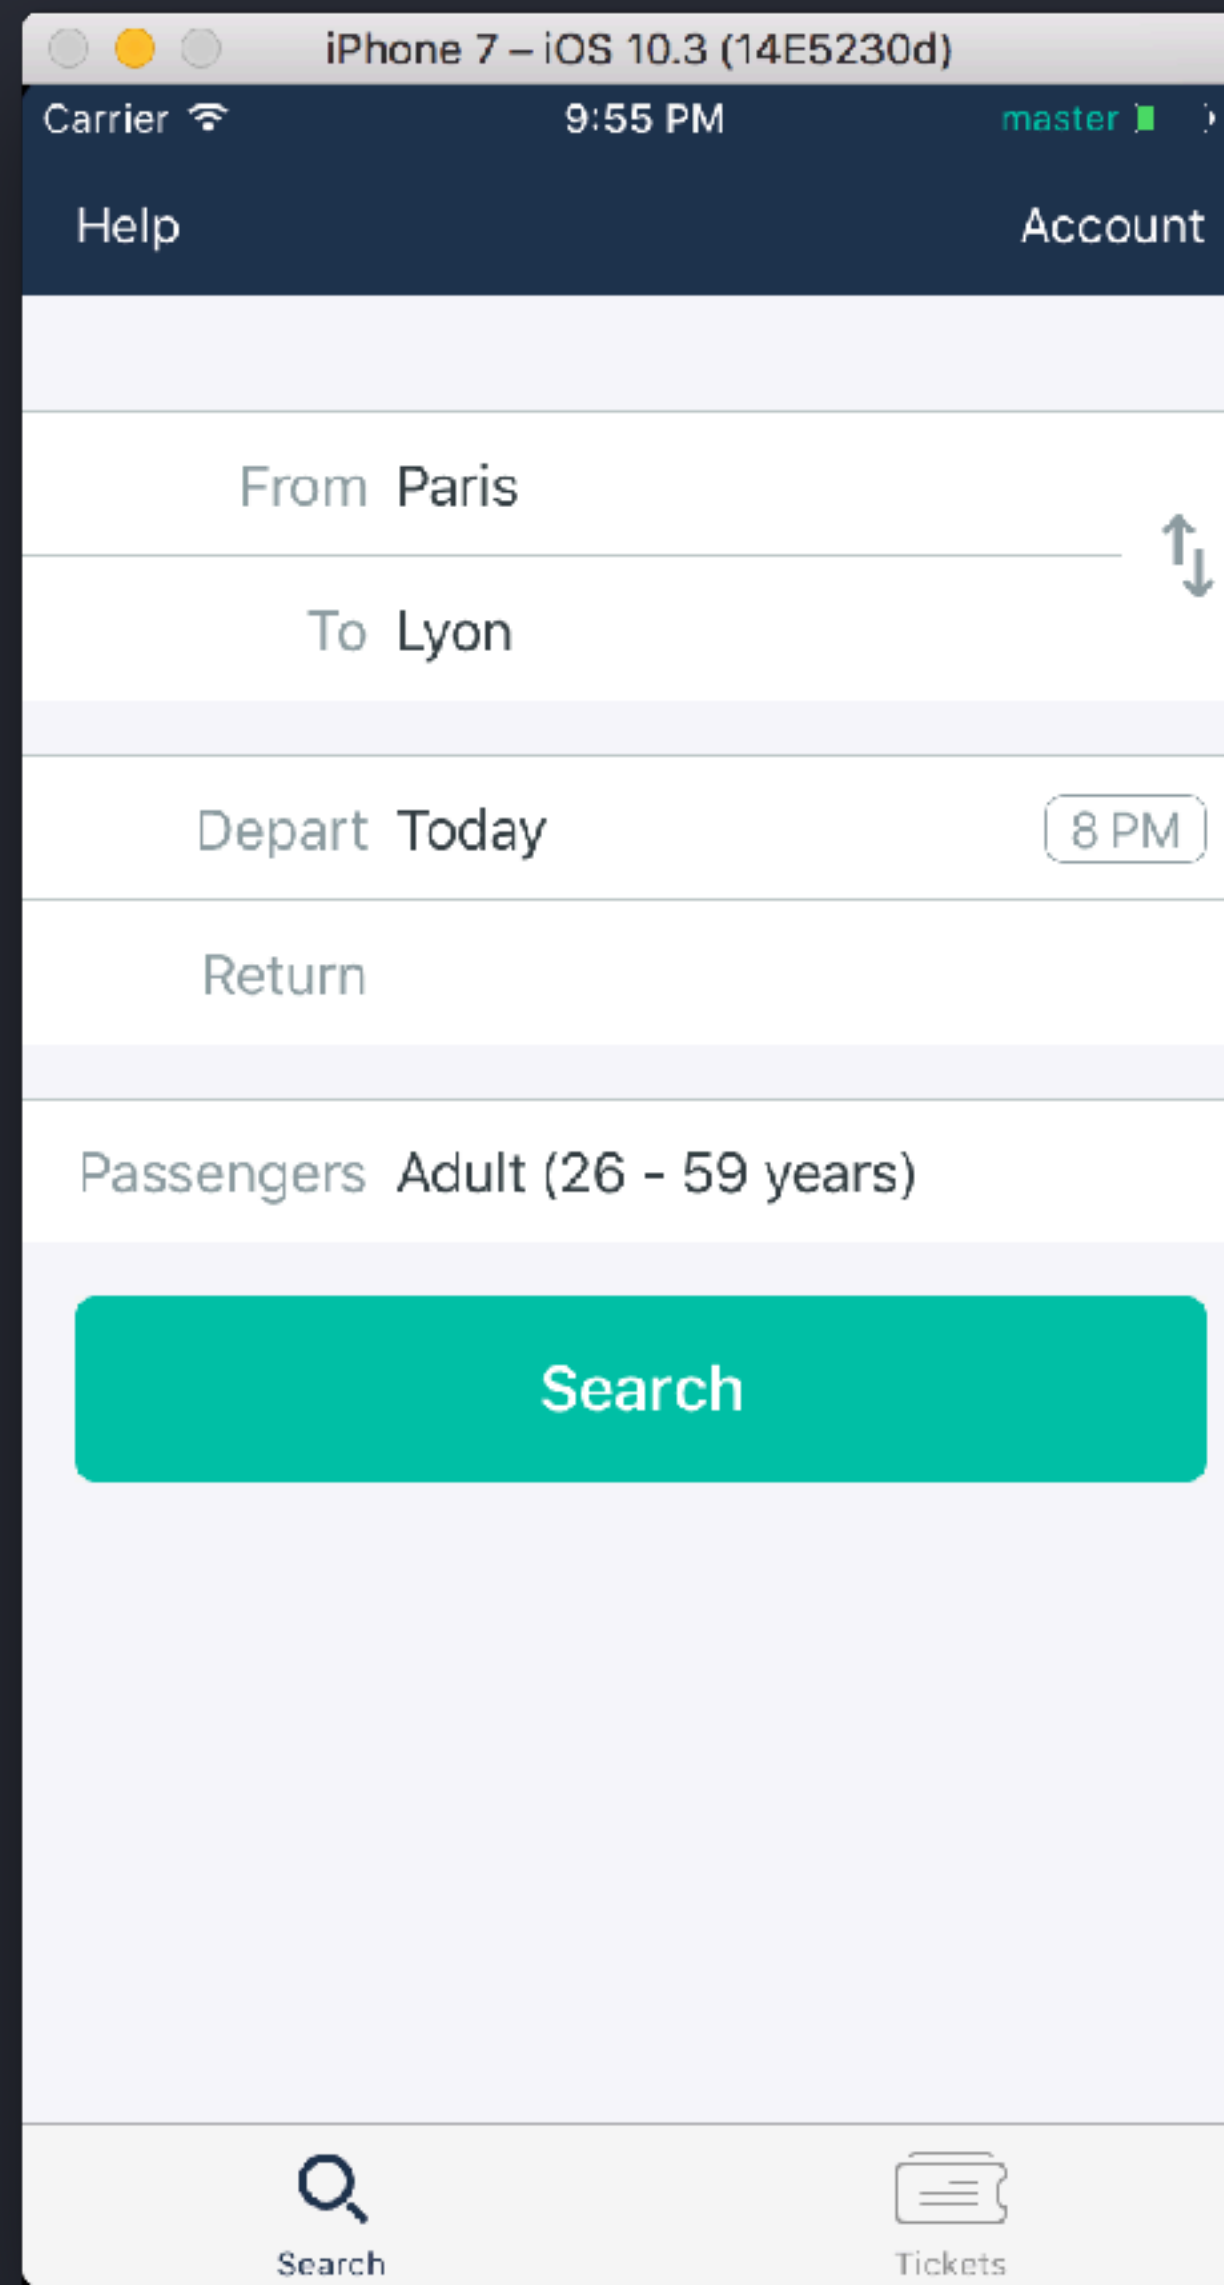 iPhone 7 – iOS 10.3 (14E5230d)
Carrier 9:55 PM master
Help Account
From Paris
To Lyon
Depart Today 8 PM
Return
Passengers Adult (26 - 59 years)
Search
Search Tickets